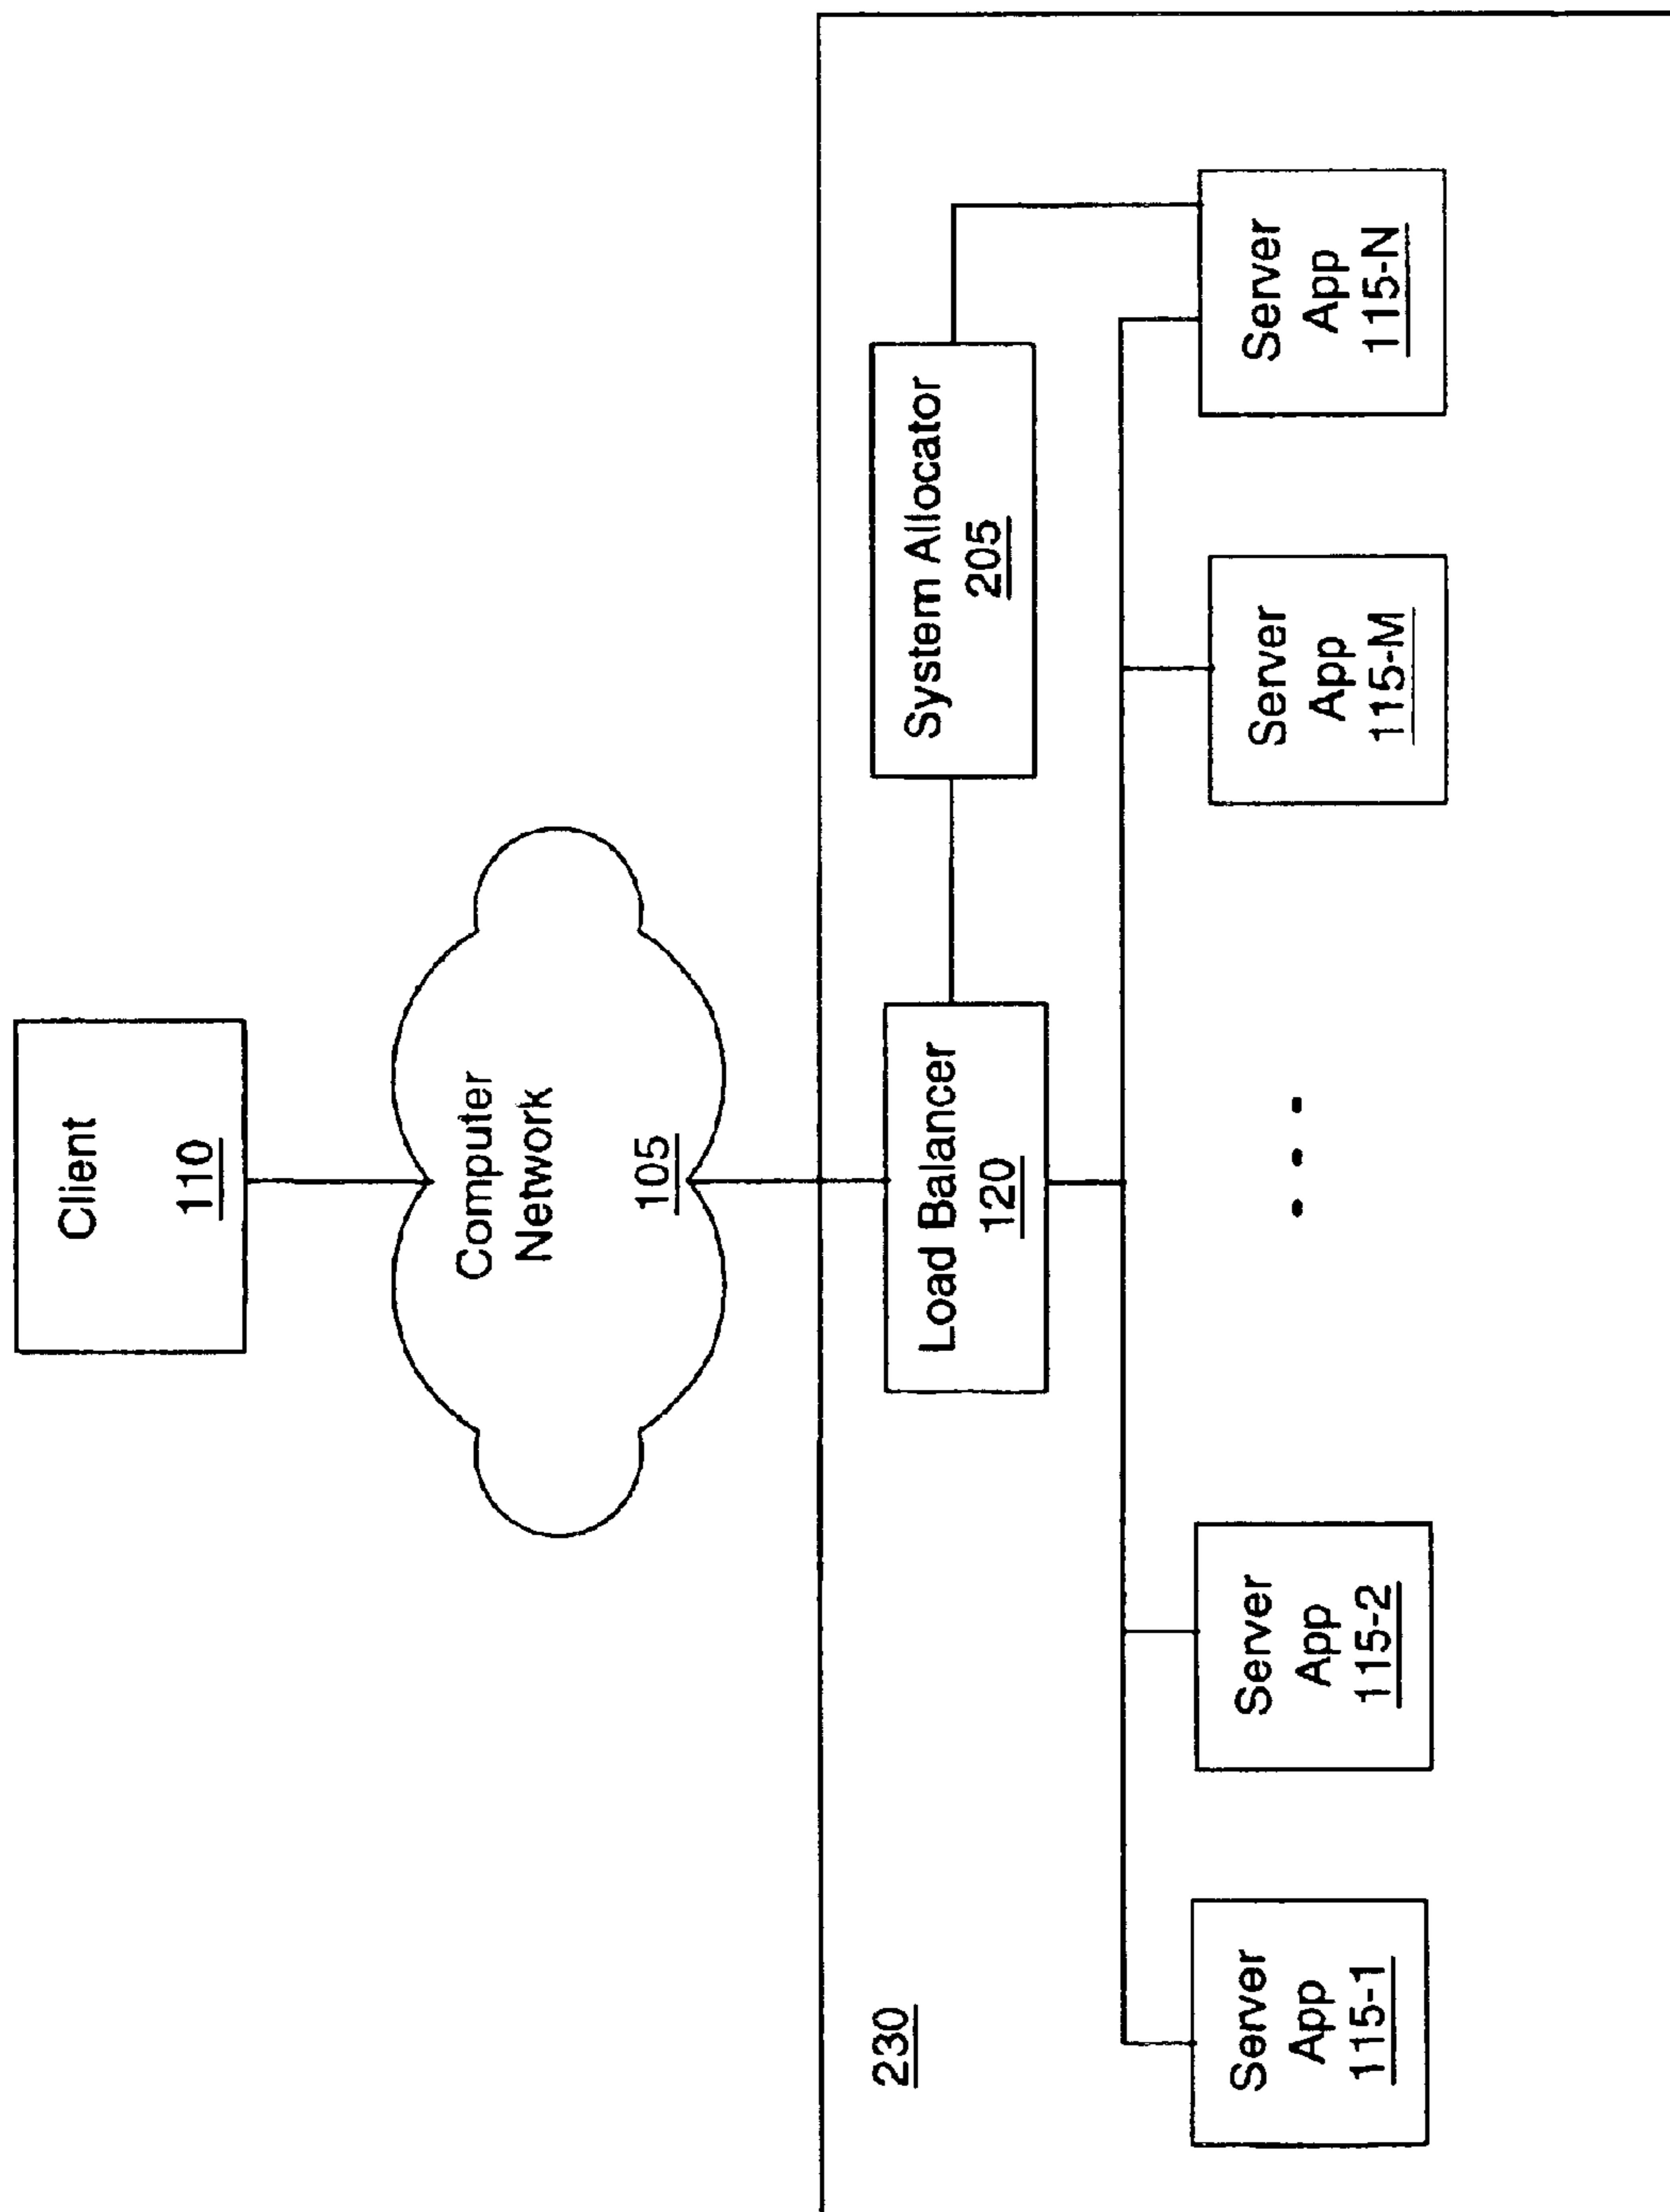 Client
110
Computer
Network
105
230
Load Balancer
120
System Allocator
205
Server
App
115-1
Server
App
115-2
Server
App
115-M
Server
App
115-N